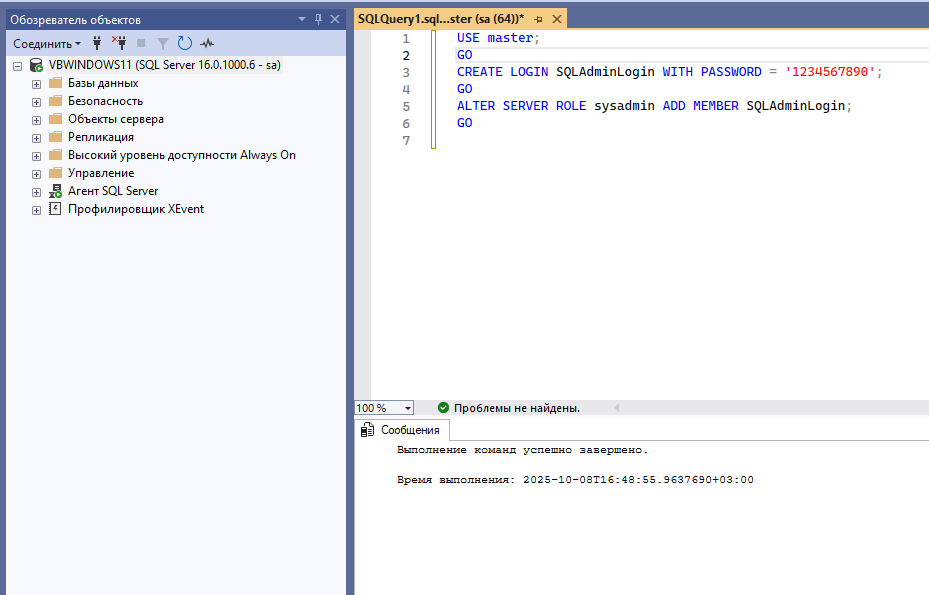 Обозреватель объектов
Соединить
VBWINDOWS11 (SQL Server 16.0.1000.6 - sa)
Базы данных
Безопасность
Объекты сервера
Репликация
Высокий уровень доступности Always On
Управление
Агент SQL Server
Профилировщик XEvent
SQLQuery1.sql...ster (sa (64))*
1 USE master;
2 GO
3 CREATE LOGIN SQLAdminLogin WITH PASSWORD = '1234567890';
4 GO
5 ALTER SERVER ROLE sysadmin ADD MEMBER SQLAdminLogin;
6 GO
7
100 %
Проблемы не найдены.
Сообщения
Выполнение команд успешно завершено.
Время выполнения: 2025-10-08T16:48:55.9637690+03:00